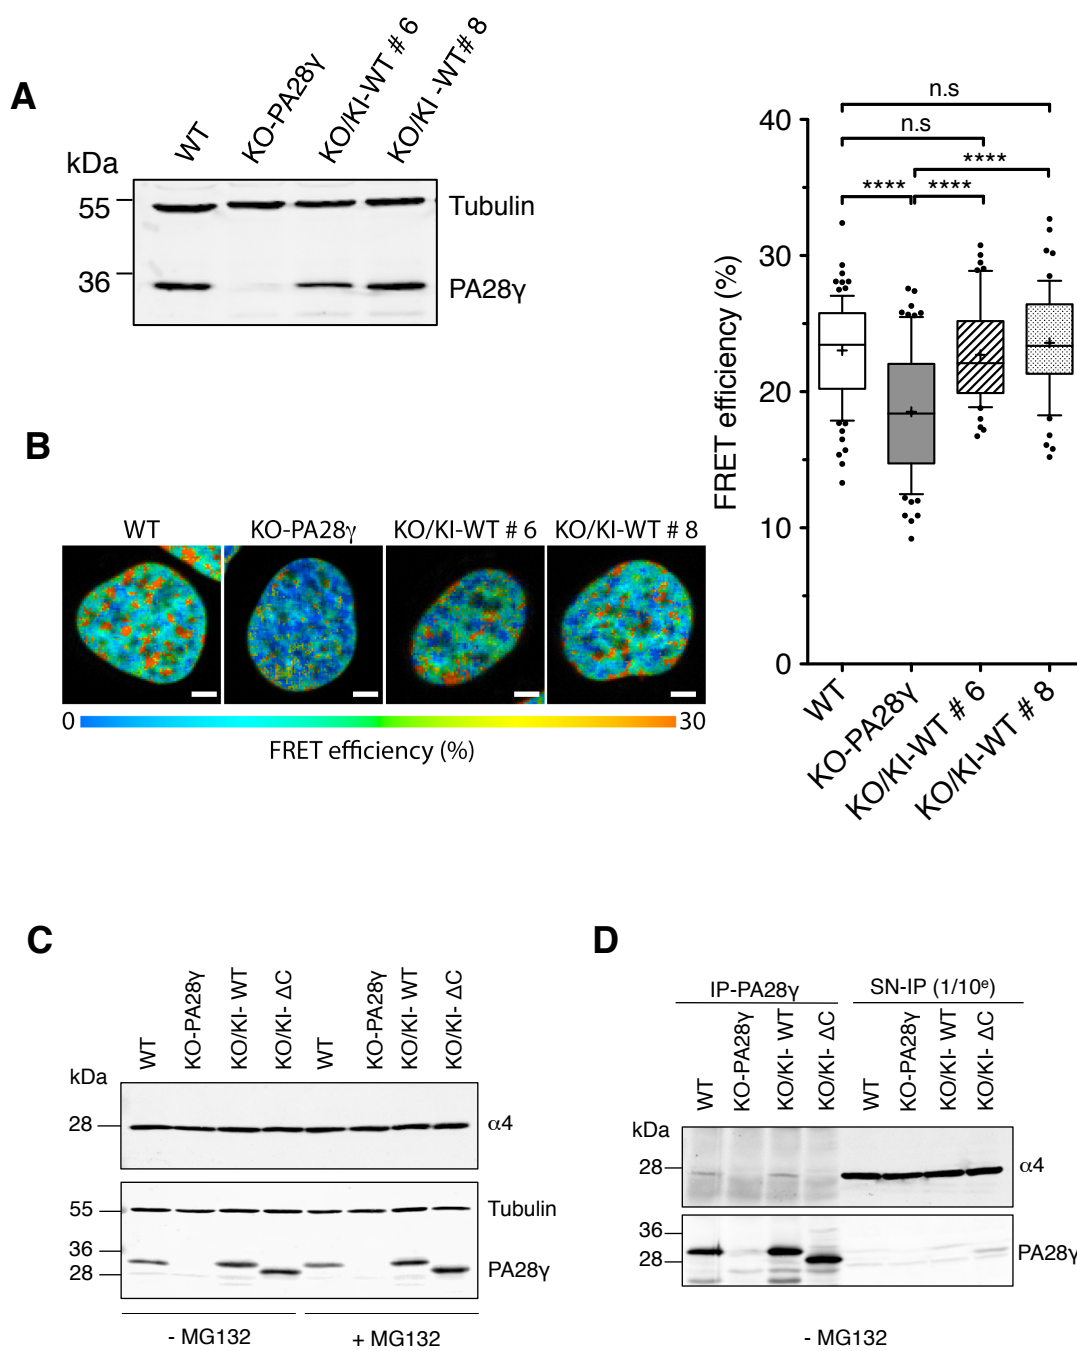 A
WT
KO-PA28γ
KO/KI-WT # 6
KO/KI -WT# 8
kDa
55
Tubulin
36
PA28γ
B
WT
KO-PA28γ
KO/KI-WT # 6
KO/KI-WT # 8
0
30
FRET efficiency (%)
n.s
n.s
****
**** ****
40
30
20
10
0
FRET efficiency (%)
WT
KO-PA28γ
KO/KI-WT # 6
KO/KI-WT # 8
C
WT
KO-PA28γ
KO/KI- WT
KO/KI- ΔC
WT
KO-PA28γ
KO/KI- WT
KO/KI- ΔC
kDa
28
α4
55
Tubulin
36
28
PA28γ
- MG132
+ MG132
D
IP-PA28γ
SN-IP (1/10ᵉ)
WT
KO-PA28γ
KO/KI- WT
KO/KI- ΔC
WT
KO-PA28γ
KO/KI- WT
KO/KI- ΔC
kDa
28
α4
36
28
PA28γ
- MG132